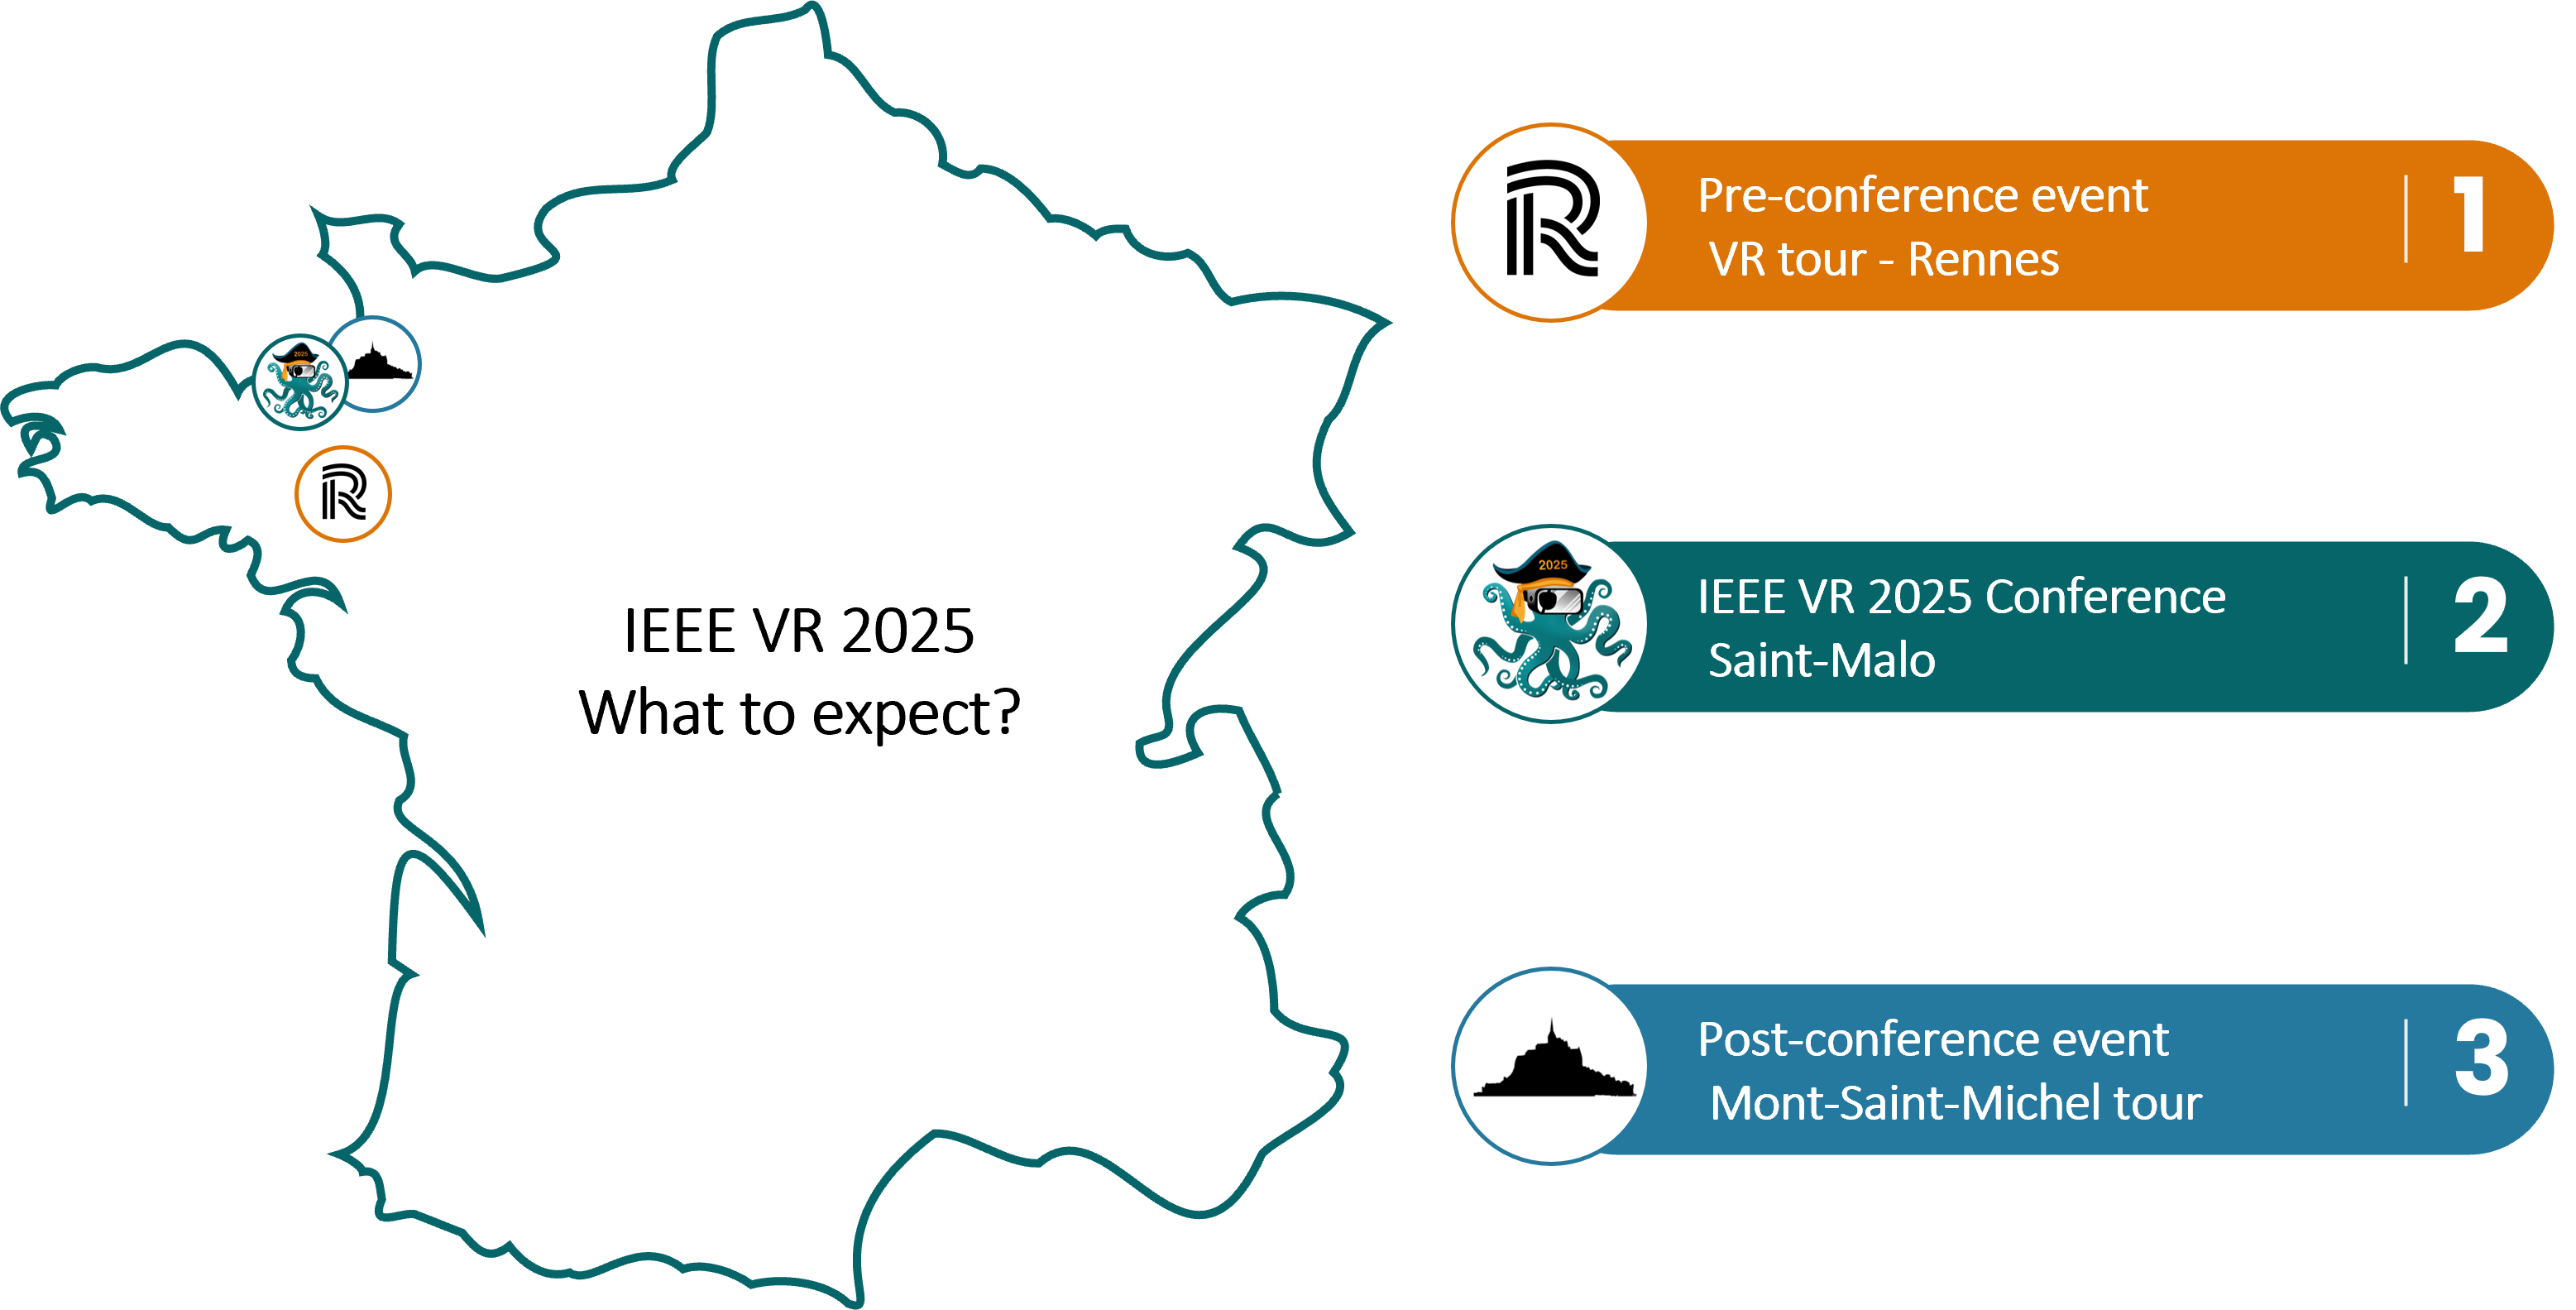 IEEE VR 2025
What to expect?
R
2025
R
Pre-conference event
VR tour - Rennes
1
2025
IEEE VR 2025 Conference
Saint-Malo
2
Post-conference event
Mont-Saint-Michel tour
3